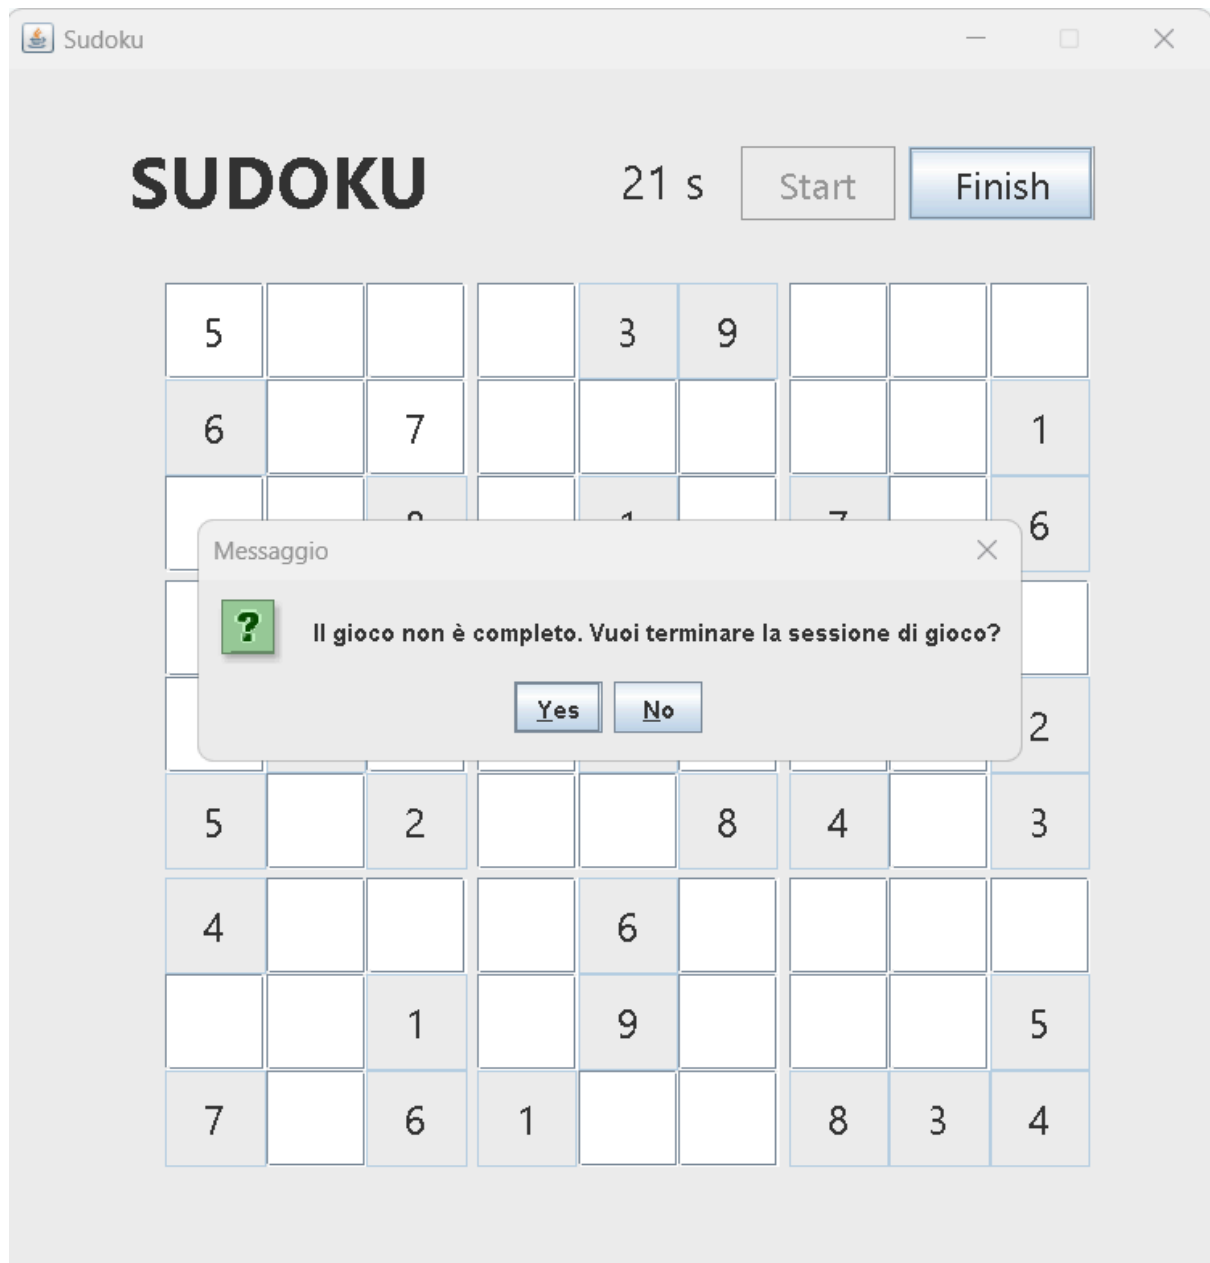 Sudoku
SUDOKU 21 s Start Finish
5 3 9
6 7 1
6
Messaggio
Il gioco non è completo. Vuoi terminare la sessione di gioco?
Yes No
2
5 2 8 4 3
4 6
1 9 5
7 6 1 8 3 4